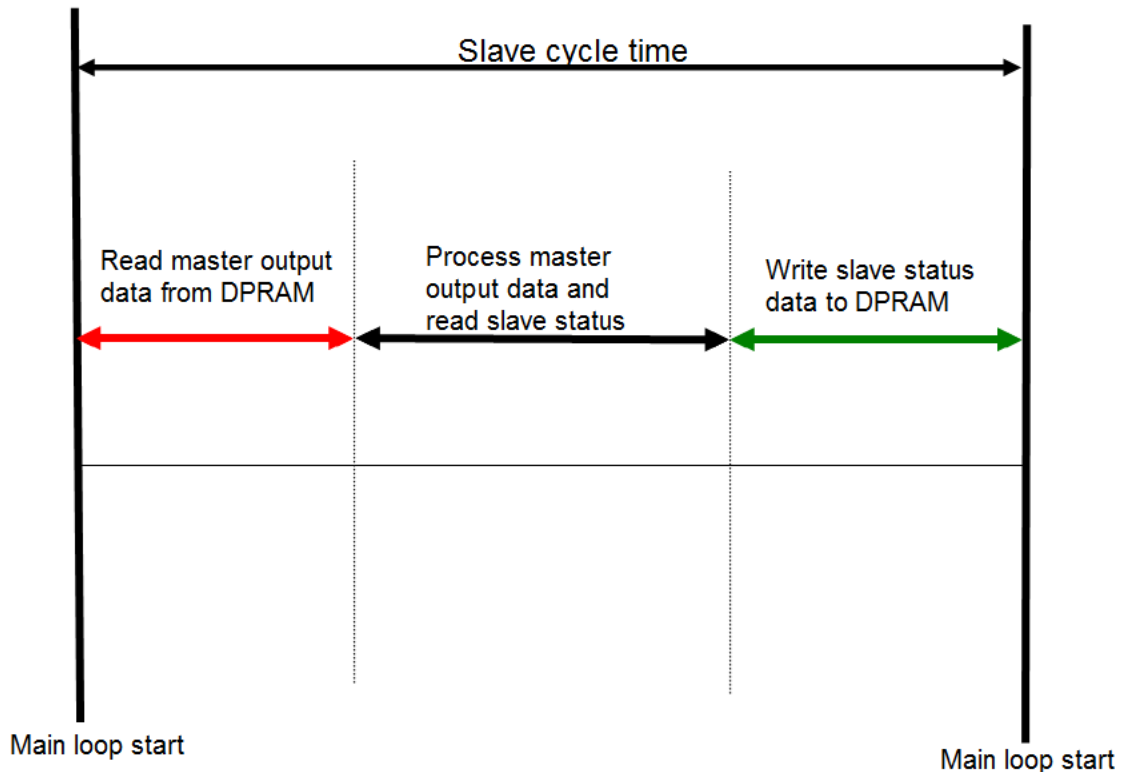 Slave cycle time
Read master output
data from DPRAM
Process master
output data and
read slave status
Write slave status
data to DPRAM
Main loop start
Main loop start